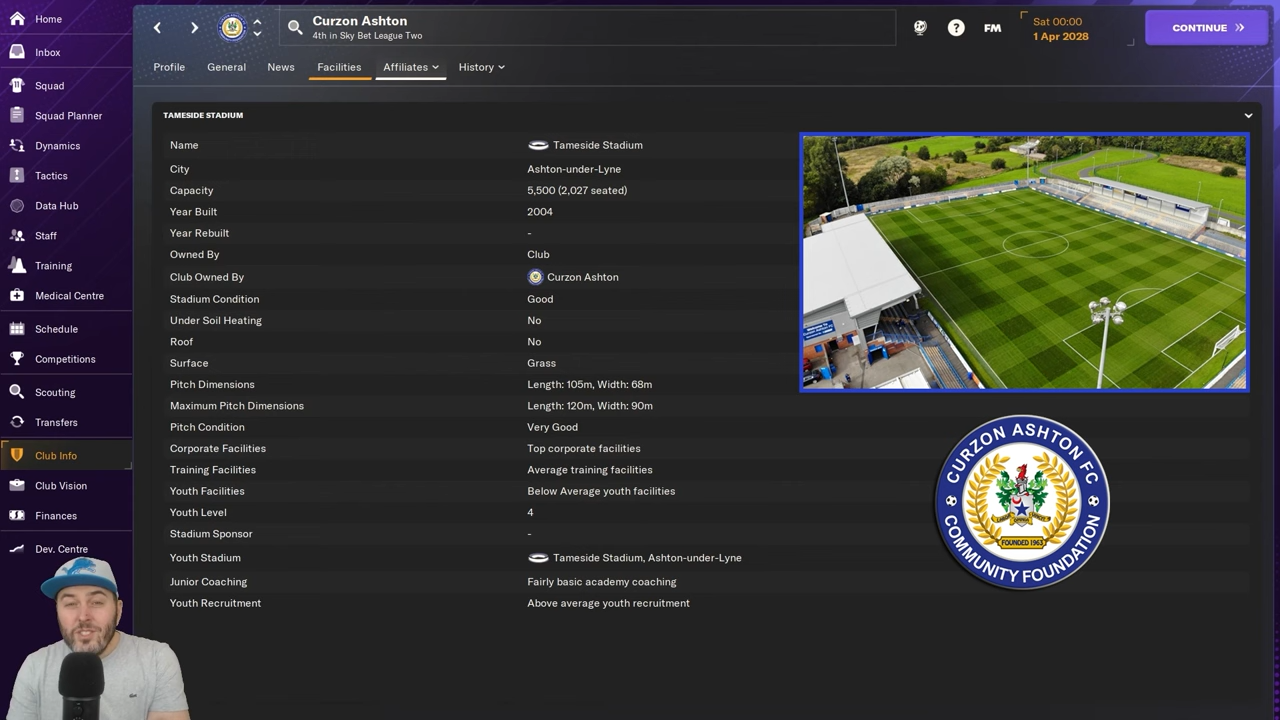 Home
Inbox
Squad
Squad Planner
Dynamics
Tactics
Data Hub
Staff
Training
Medical Centre
Schedule
Competitions
Scouting
Transfers
Club Info
Club Vision
Finances
Dev. Centre
Curzon Ashton
4th in Sky Bet League Two
FM
Sat 00:00
1 Apr 2028
CONTINUE
Profile General News Facilities Affiliates History
TAMESIDE STADIUM
Name Tameside Stadium
City Ashton-under-Lyne
Capacity 5,500 (2,027 seated)
Year Built 2004
Year Rebuilt -
Owned By Club
Club Owned By Curzon Ashton
Stadium Condition Good
Under Soil Heating No
Roof No
Surface Grass
Pitch Dimensions Length: 105m, Width: 68m
Maximum Pitch Dimensions Length: 120m, Width: 90m
Pitch Condition Very Good
Corporate Facilities Top corporate facilities
Training Facilities Average training facilities
Youth Facilities Below Average youth facilities
Youth Level 4
Stadium Sponsor -
Youth Stadium Tameside Stadium, Ashton-under-Lyne
Junior Coaching Fairly basic academy coaching
Youth Recruitment Above average youth recruitment
CURZON ASHTON FC
FOUNDED 1963
COMMUNITY FOUNDATION